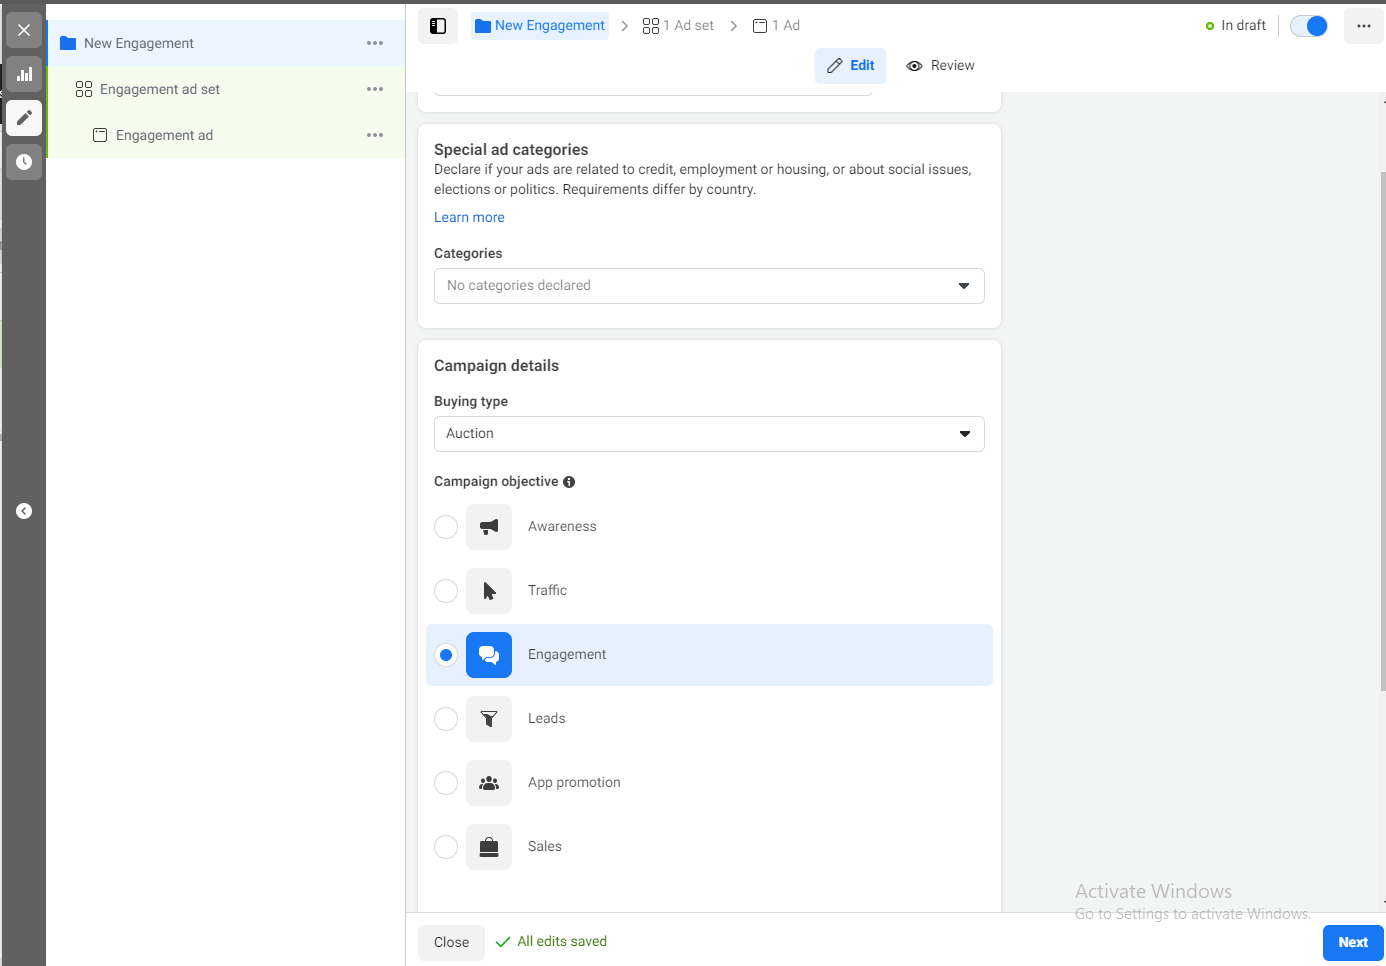 New Engagement
Engagement ad set
Engagement ad
New Engagement
1 Ad set
1 Ad
In draft
Edit
Review
Special ad categories
Declare if your ads are related to credit, employment or housing, or about social issues,
elections or politics. Requirements differ by country.
Learn more
Categories
No categories declared
Campaign details
Buying type
Auction
Campaign objective
Awareness
Traffic
Engagement
Leads
App promotion
Sales
Activate Windows
Go to Settings to activate Windows.
Close
All edits saved
Next